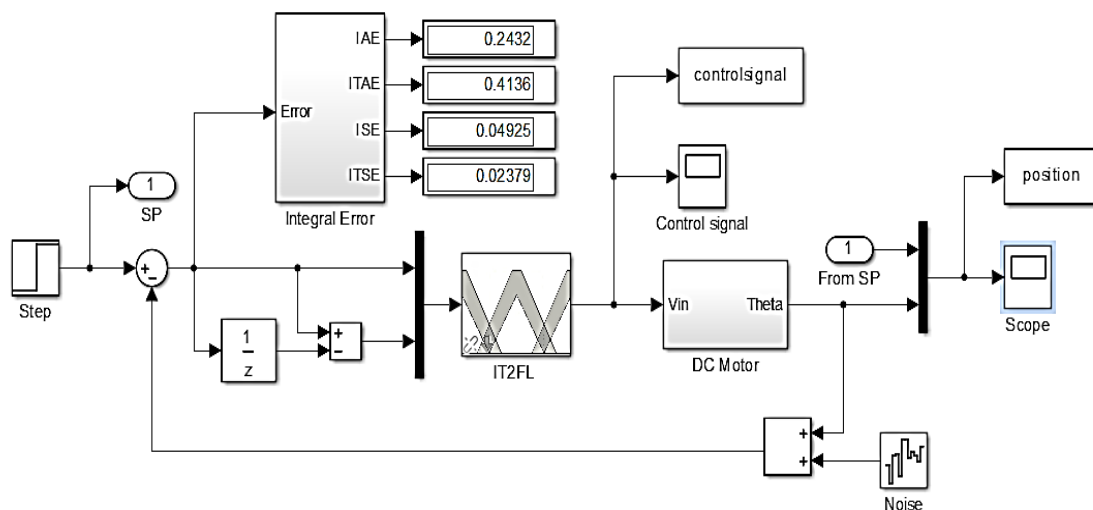 IAE
0.2432
ITAE
0.4136
Error
ISE
0.04925
ITSE
0.02379
Integral Error
controlsignal
Control signal
position
1
SP
1
From SP
Step
+
−
Scope
1
z
+
−
IT2FL
Vin
Theta
DC Motor
+
+
Noise